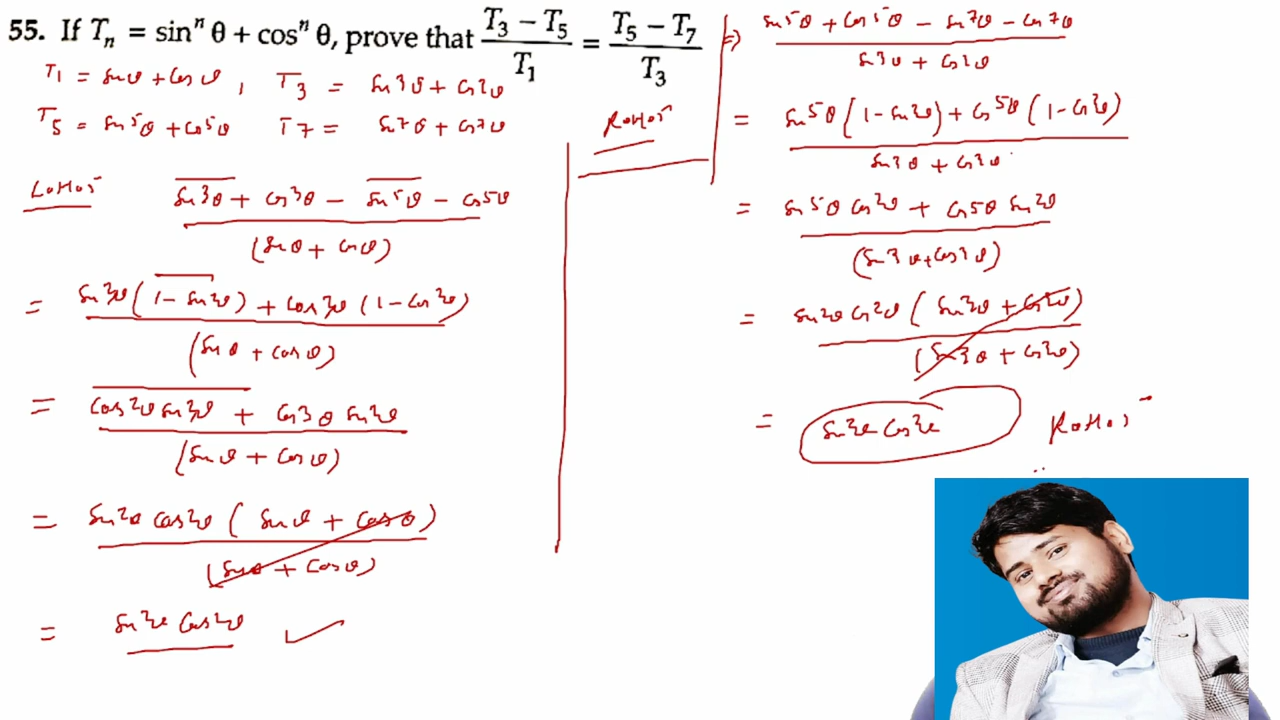 55. If Tₙ = sinⁿ θ + cosⁿ θ, prove that (T₃ − T₅)/T₁ = (T₅ − T₇)/T₃
T1 = sinθ + cosθ , T3 = sin³θ + cos³θ
T5 = sin⁵θ + cos⁵θ T7 = sin⁷θ + cos⁷θ
L.H.S
sin³θ + cos³θ − sin⁵θ − cos⁵θ
(sinθ + cosθ)
= sin³θ (1 − sin²θ) + cos³θ (1 − cos²θ)
(sinθ + cosθ)
= cos²θ sin³θ + cos³θ sin²θ
(sinθ + cosθ)
= sin²θ cos²θ (sinθ + cosθ)
(sinθ + cosθ)
= sin²θ cos²θ ✓
R.H.S
⇒ sin⁵θ + cos⁵θ − sin⁷θ − cos⁷θ
sin³θ + cos³θ
= sin⁵θ (1 − sin²θ) + cos⁵θ (1 − cos²θ)
sin³θ + cos³θ
= sin⁵θ cos²θ + cos⁵θ sin²θ
(sin³θ + cos³θ)
= sin²θ cos²θ (sin³θ + cos³θ)
(sin³θ + cos³θ)
= sin²θ cos²θ R.H.S